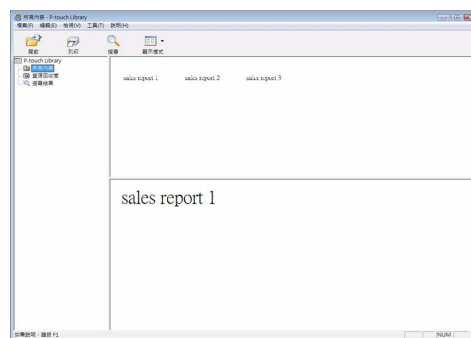 所有內容 - P-touch Library
檔案(F) 編輯(E) 檢視(V) 工具(T) 說明(H)
開啟 列印 搜尋 顯示樣式
P-touch Library
所有內容
資源回收筒
搜尋結果
sales report 1 sales report 2 sales report 3
sales report 1
如需說明，請按 F1
NUM